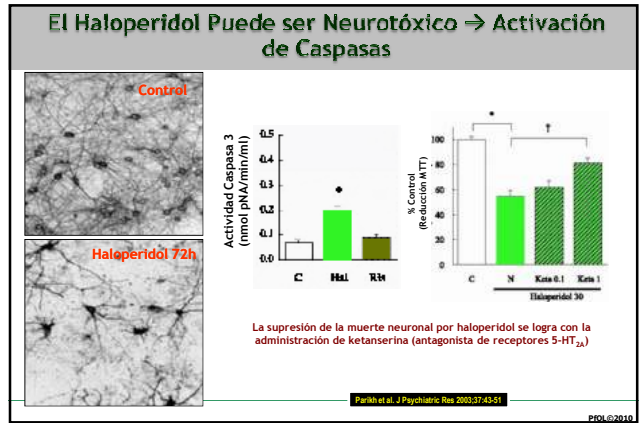 El Haloperidol Puede ser Neurotóxico → Activación
de Caspasas
Control
Haloperidol 72h
Actividad Caspasa 3
(nmol pNA/min/ml)
0.5
0.4
0.3
0.2
0.1
0.0
C Hal Ris
% Control
(Reducción MTT)
100
80
60
40
20
0
*
†
C N Keta 0.1 Keta 1
Haloperidol 30
La supresión de la muerte neuronal por haloperidol se logra con la
administración de ketanserina (antagonista de receptores 5-HT2A)
Parikh et al. J Psychiatric Res 2003;37:43-51
PfOL©2010